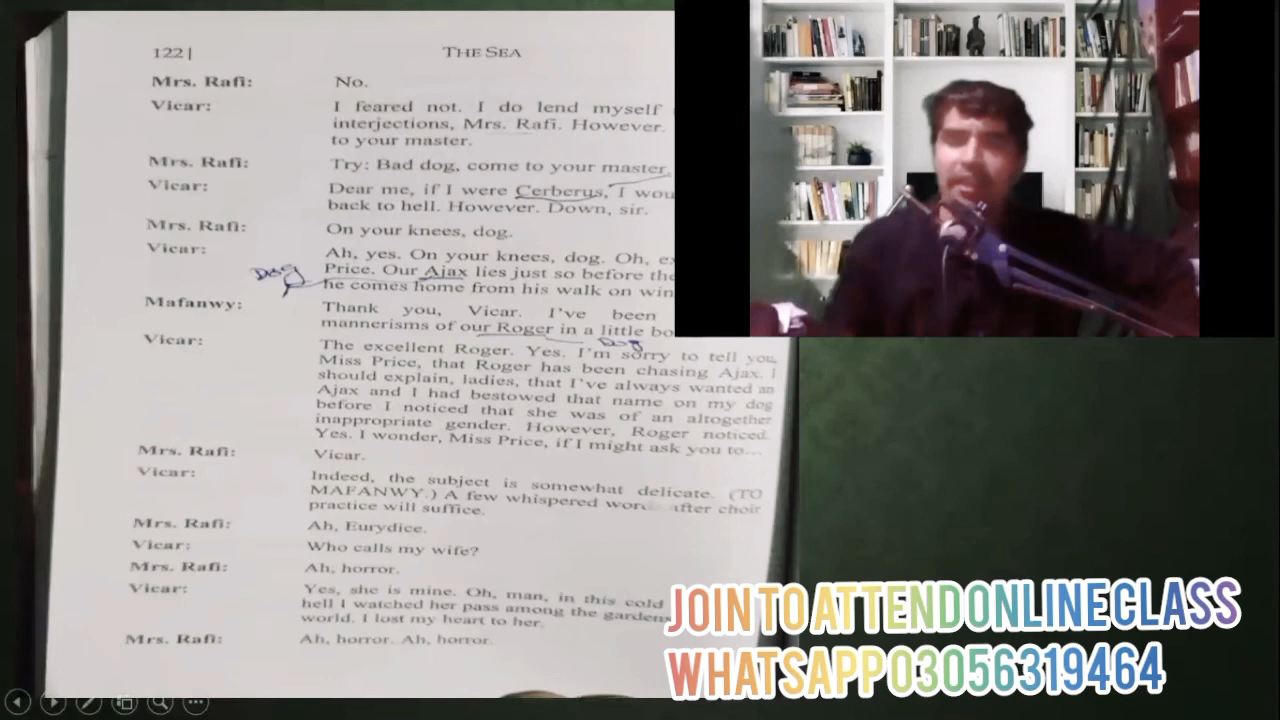 122| THE SEA
Mrs. Rafi: No.
Vicar: I feared not. I do lend myself
interjections, Mrs. Rafi. However.
to your master.
Mrs. Rafi: Try: Bad dog, come to your master.
Vicar: Dear me, if I were Cerberus, I wou
back to hell. However. Down, sir.
Mrs. Rafi: On your knees, dog.
Vicar: Ah, yes. On your knees, dog. Oh, ex
Dog Price. Our Ajax lies just so before the
he comes home from his walk on win
Mafanwy: Thank you, Vicar. I've been
mannerisms of our Roger in a little bo
Dog
Vicar: The excellent Roger. Yes. I'm sorry to tell you,
Miss Price, that Roger has been chasing Ajax. I
should explain, ladies, that I've always wanted an
Ajax and I had bestowed that name on my dog
before I noticed that she was of an altogether
inappropriate gender. However, Roger noticed.
Yes. I wonder, Miss Price, if I might ask you to...
Mrs. Rafi: Vicar.
Vicar: Indeed, the subject is somewhat delicate. (TO
MAFANWY.) A few whispered words after choir
practice will suffice.
Mrs. Rafi: Ah, Eurydice.
Vicar: Who calls my wife?
Mrs. Rafi: Ah, horror.
Vicar: Yes, she is mine. Oh, man, in this cold
hell I watched her pass among the gardens
world. I lost my heart to her.
Mrs. Rafi: Ah, horror. Ah, horror.
JOIN TO ATTEND ONLINE CLASS
WHATSAPP 03056319464